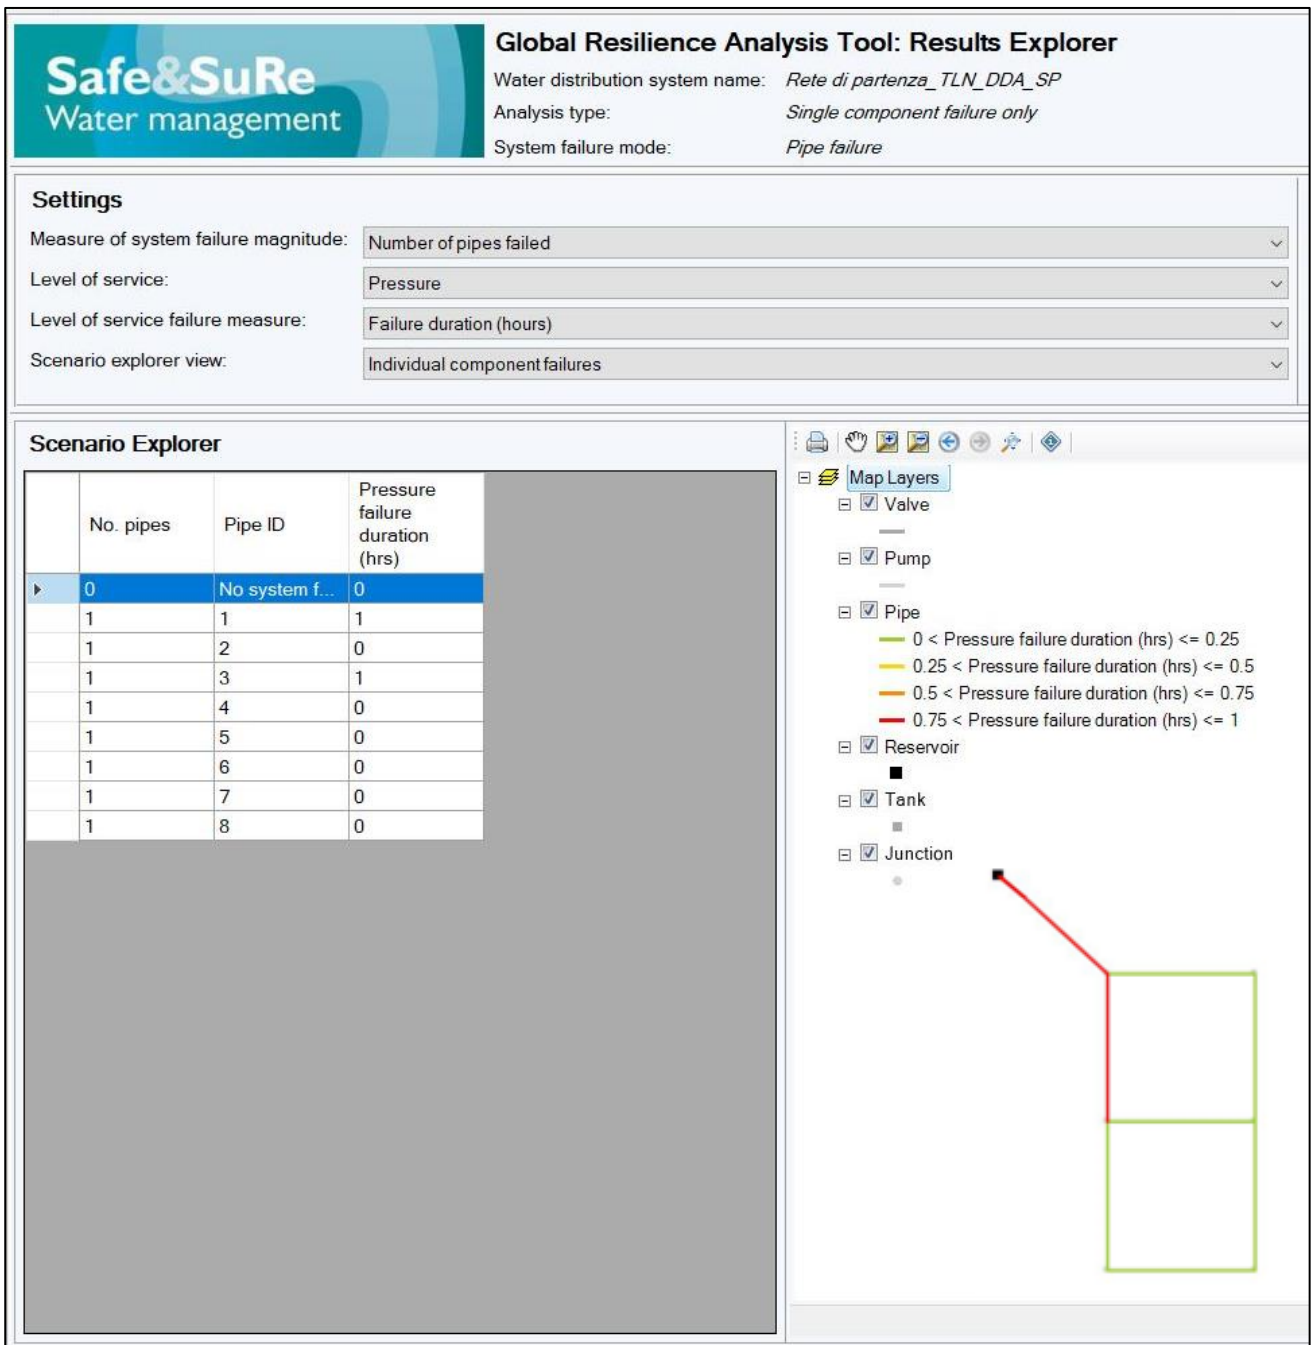 Safe&SuRe
Water management
Global Resilience Analysis Tool: Results Explorer
Water distribution system name: Rete di partenza_TLN_DDA_SP
Analysis type: Single component failure only
System failure mode: Pipe failure
Settings
Measure of system failure magnitude: Number of pipes failed
Level of service: Pressure
Level of service failure measure: Failure duration (hours)
Scenario explorer view: Individual component failures
Scenario Explorer
No. pipes Pipe ID Pressure failure duration (hrs)
0 No system f... 0
1 1 1
1 2 0
1 3 1
1 4 0
1 5 0
1 6 0
1 7 0
1 8 0
Map Layers
Valve
Pump
Pipe
0 < Pressure failure duration (hrs) <= 0.25
0.25 < Pressure failure duration (hrs) <= 0.5
0.5 < Pressure failure duration (hrs) <= 0.75
0.75 < Pressure failure duration (hrs) <= 1
Reservoir
Tank
Junction